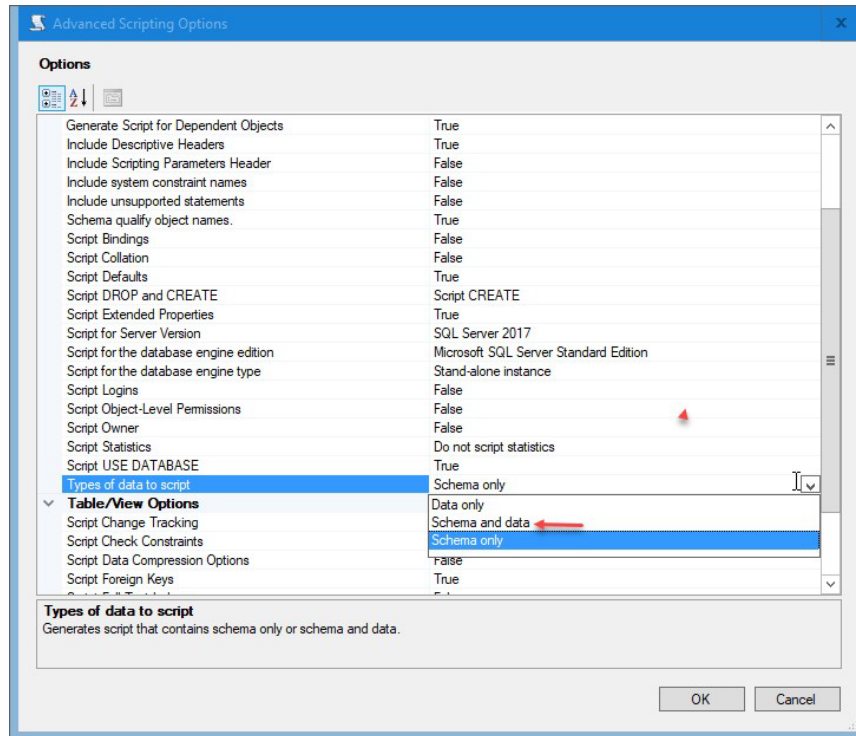 Advanced Scripting Options
Options
Generate Script for Dependent Objects True
Include Descriptive Headers True
Include Scripting Parameters Header False
Include system constraint names False
Include unsupported statements False
Schema qualify object names. True
Script Bindings False
Script Collation False
Script Defaults True
Script DROP and CREATE Script CREATE
Script Extended Properties True
Script for Server Version SQL Server 2017
Script for the database engine edition Microsoft SQL Server Standard Edition
Script for the database engine type Stand-alone instance
Script Logins False
Script Object-Level Permissions False
Script Owner False
Script Statistics Do not script statistics
Script USE DATABASE True
Types of data to script Schema only
Table/View Options Data only
Script Change Tracking Schema and data
Script Check Constraints Schema only
Script Data Compression Options False
Script Foreign Keys True
Types of data to script
Generates script that contains schema only or schema and data.
OK Cancel